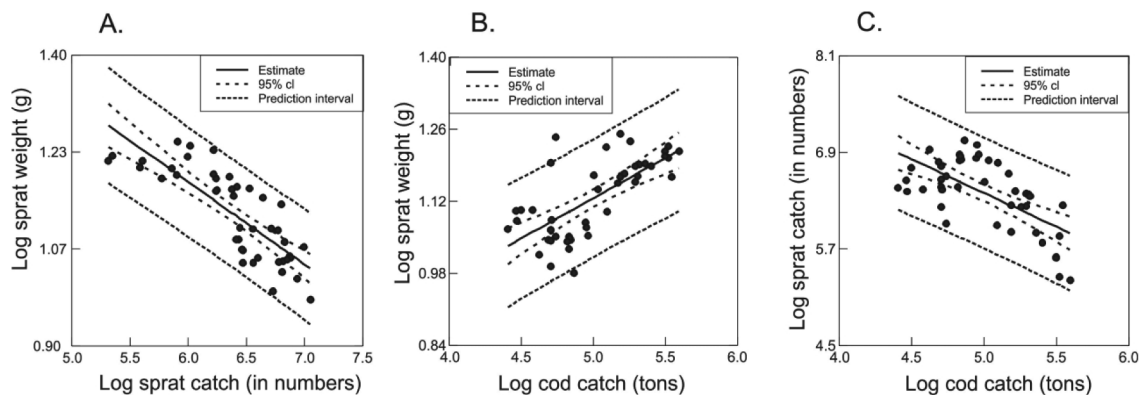 A.
Log sprat weight (g)
1.40
1.23
1.07
0.90
5.0
5.5
6.0
6.5
7.0
7.5
Log sprat catch (in numbers)
Estimate
95% cl
Prediction interval
B.
Log sprat weight (g)
1.40
1.26
1.12
0.98
0.84
4.0
4.5
5.0
5.5
6.0
Log cod catch (tons)
Estimate
95% cl
Prediction interval
C.
Log sprat catch (in numbers)
8.1
6.9
5.7
4.5
4.0
4.5
5.0
5.5
6.0
Log cod catch (tons)
Estimate
95% cl
Prediction interval